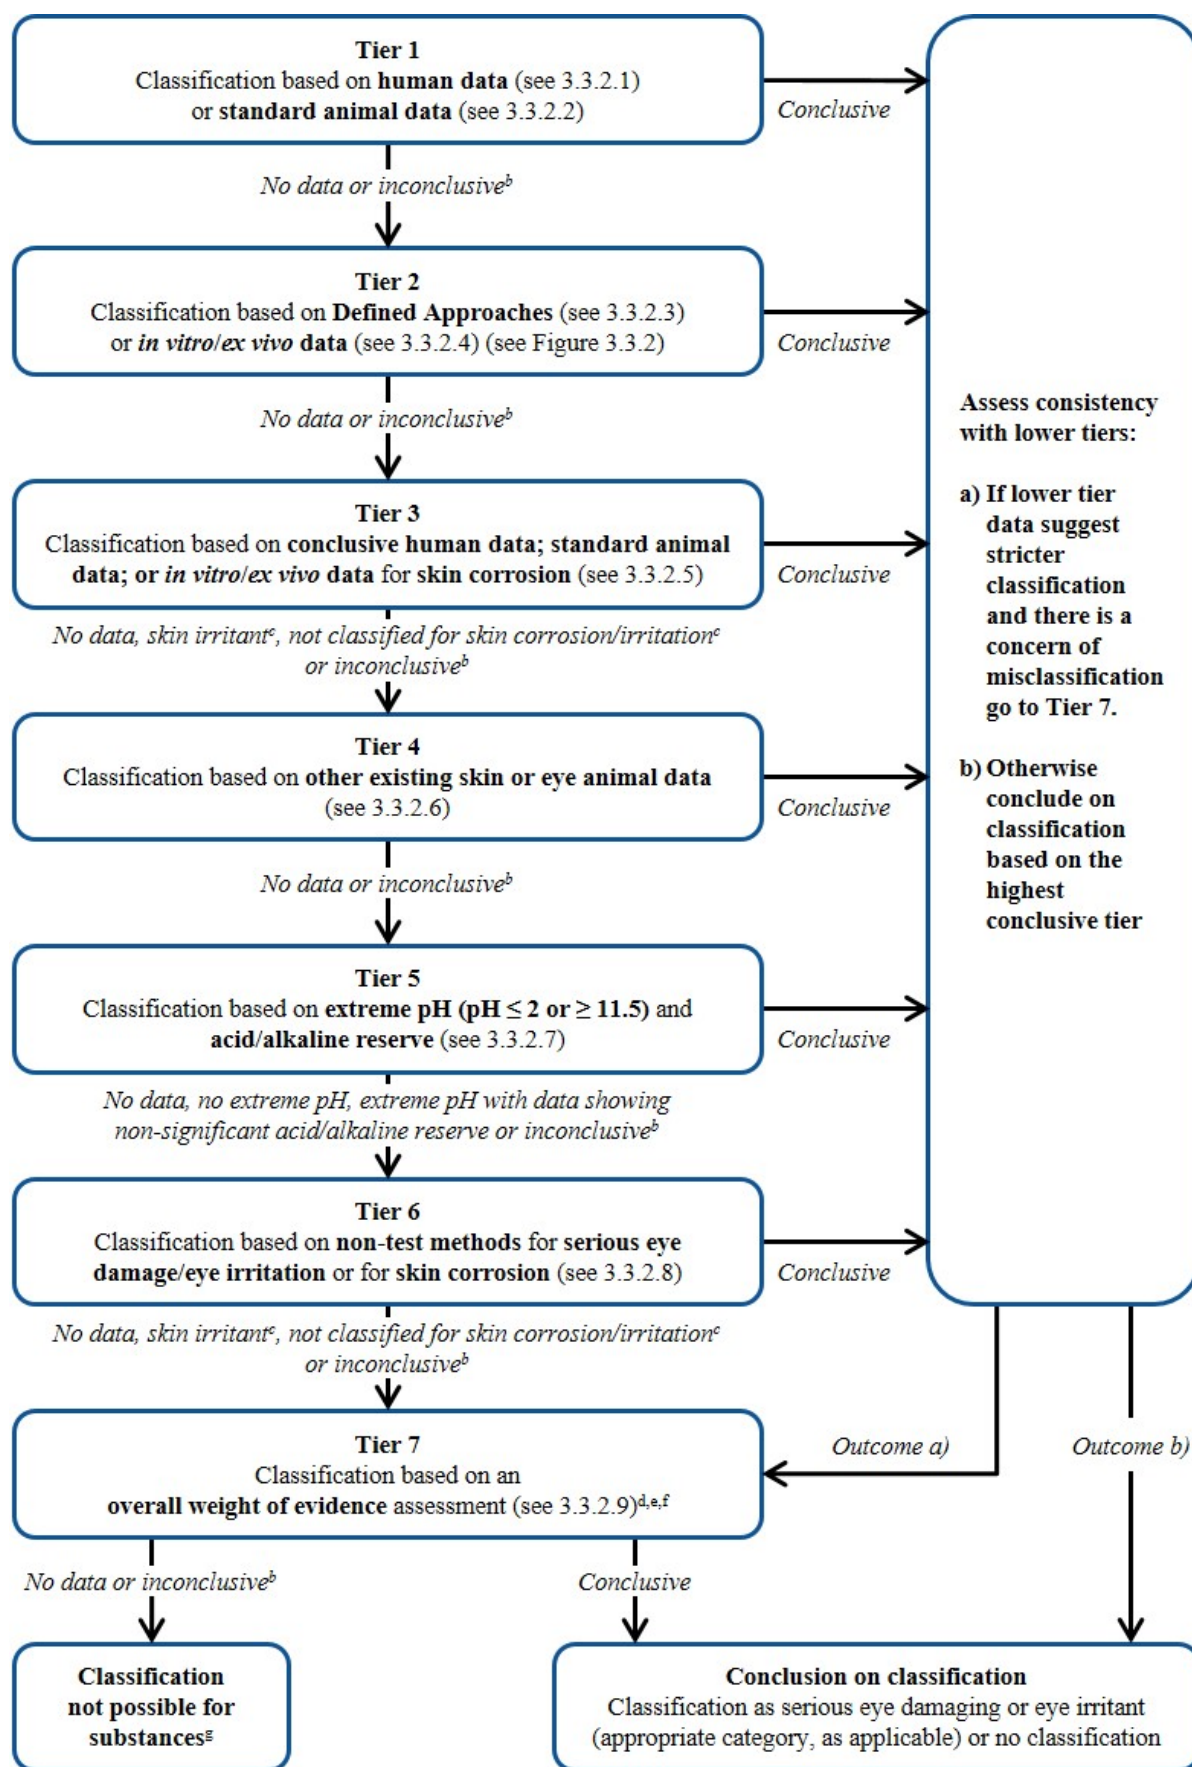 Tier 1
Classification based on human data (see 3.3.2.1)
or standard animal data (see 3.3.2.2)
Conclusive
No data or inconclusiveᵇ
Tier 2
Classification based on Defined Approaches (see 3.3.2.3)
or in vitro/ex vivo data (see 3.3.2.4) (see Figure 3.3.2)
Conclusive
No data or inconclusiveᵇ
Tier 3
Classification based on conclusive human data; standard animal
data; or in vitro/ex vivo data for skin corrosion (see 3.3.2.5)
Conclusive
No data, skin irritantᶜ, not classified for skin corrosion/irritationᶜ
or inconclusiveᵇ
Tier 4
Classification based on other existing skin or eye animal data
(see 3.3.2.6)
Conclusive
No data or inconclusiveᵇ
Tier 5
Classification based on extreme pH (pH ≤ 2 or ≥ 11.5) and
acid/alkaline reserve (see 3.3.2.7)
Conclusive
No data, no extreme pH, extreme pH with data showing
non-significant acid/alkaline reserve or inconclusiveᵇ
Tier 6
Classification based on non-test methods for serious eye
damage/eye irritation or for skin corrosion (see 3.3.2.8)
Conclusive
No data, skin irritantᶜ, not classified for skin corrosion/irritationᶜ
or inconclusiveᵇ
Assess consistency
with lower tiers:
a) If lower tier
data suggest
stricter
classification
and there is a
concern of
misclassification
go to Tier 7.
b) Otherwise
conclude on
classification
based on the
highest
conclusive tier
Tier 7
Classification based on an
overall weight of evidence assessment (see 3.3.2.9)ᵈ,ᵉ,ᶠ
Outcome a)
Outcome b)
No data or inconclusiveᵇ
Conclusive
Classification
not possible for
substancesᵍ
Conclusion on classification
Classification as serious eye damaging or eye irritant
(appropriate category, as applicable) or no classification